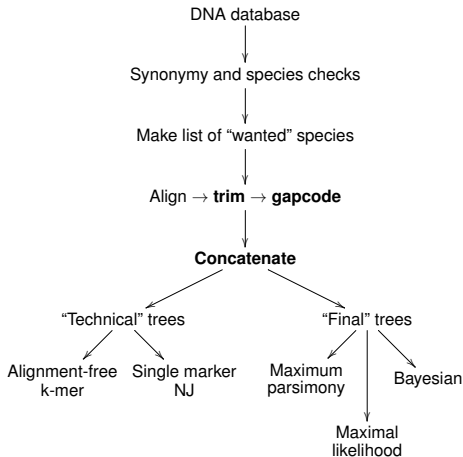 DNA database
Synonymy and species checks
Make list of “wanted” species
Align → trim → gapcode
Concatenate
“Technical” trees
“Final” trees
Alignment-free
k-mer
Single marker
NJ
Maximum
parsimony
Bayesian
Maximal
likelihood